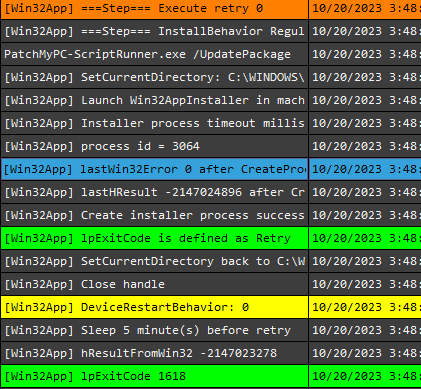 [Win32App] ===Step=== Execute retry 0 10/20/2023 3:48:
[Win32App] ===Step=== InstallBehavior Regul 10/20/2023 3:48:
PatchMyPC-ScriptRunner.exe /UpdatePackage 10/20/2023 3:48:
[Win32App] SetCurrentDirectory: C:\WINDOWS\ 10/20/2023 3:48:
[Win32App] Launch Win32AppInstaller in mach 10/20/2023 3:48:
[Win32App] Installer process timeout millis 10/20/2023 3:48:
[Win32App] process id = 3064 10/20/2023 3:48:
[Win32App] lastWin32Error 0 after CreatePro 10/20/2023 3:48:
[Win32App] lastHResult -2147024896 after Cr 10/20/2023 3:48:
[Win32App] Create installer process success 10/20/2023 3:48:
[Win32App] lpExitCode is defined as Retry 10/20/2023 3:48:
[Win32App] SetCurrentDirectory back to C:\W 10/20/2023 3:48:
[Win32App] Close handle 10/20/2023 3:48:
[Win32App] DeviceRestartBehavior: 0 10/20/2023 3:48:
[Win32App] Sleep 5 minute(s) before retry 10/20/2023 3:48:
[Win32App] hResultFromWin32 -2147023278 10/20/2023 3:48:
[Win32App] lpExitCode 1618 10/20/2023 3:48: